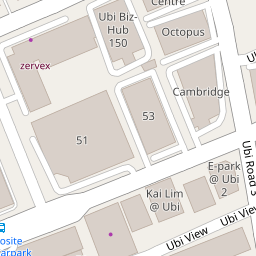 Centre
Ubi Biz-
Hub
150
Octopus
zervex
Cambridge
53
51
Ubi Road 3
E-park
@ Ubi
2
Kai Lim
@ Ubi
Ubi View
Ubi View
osite
arpark